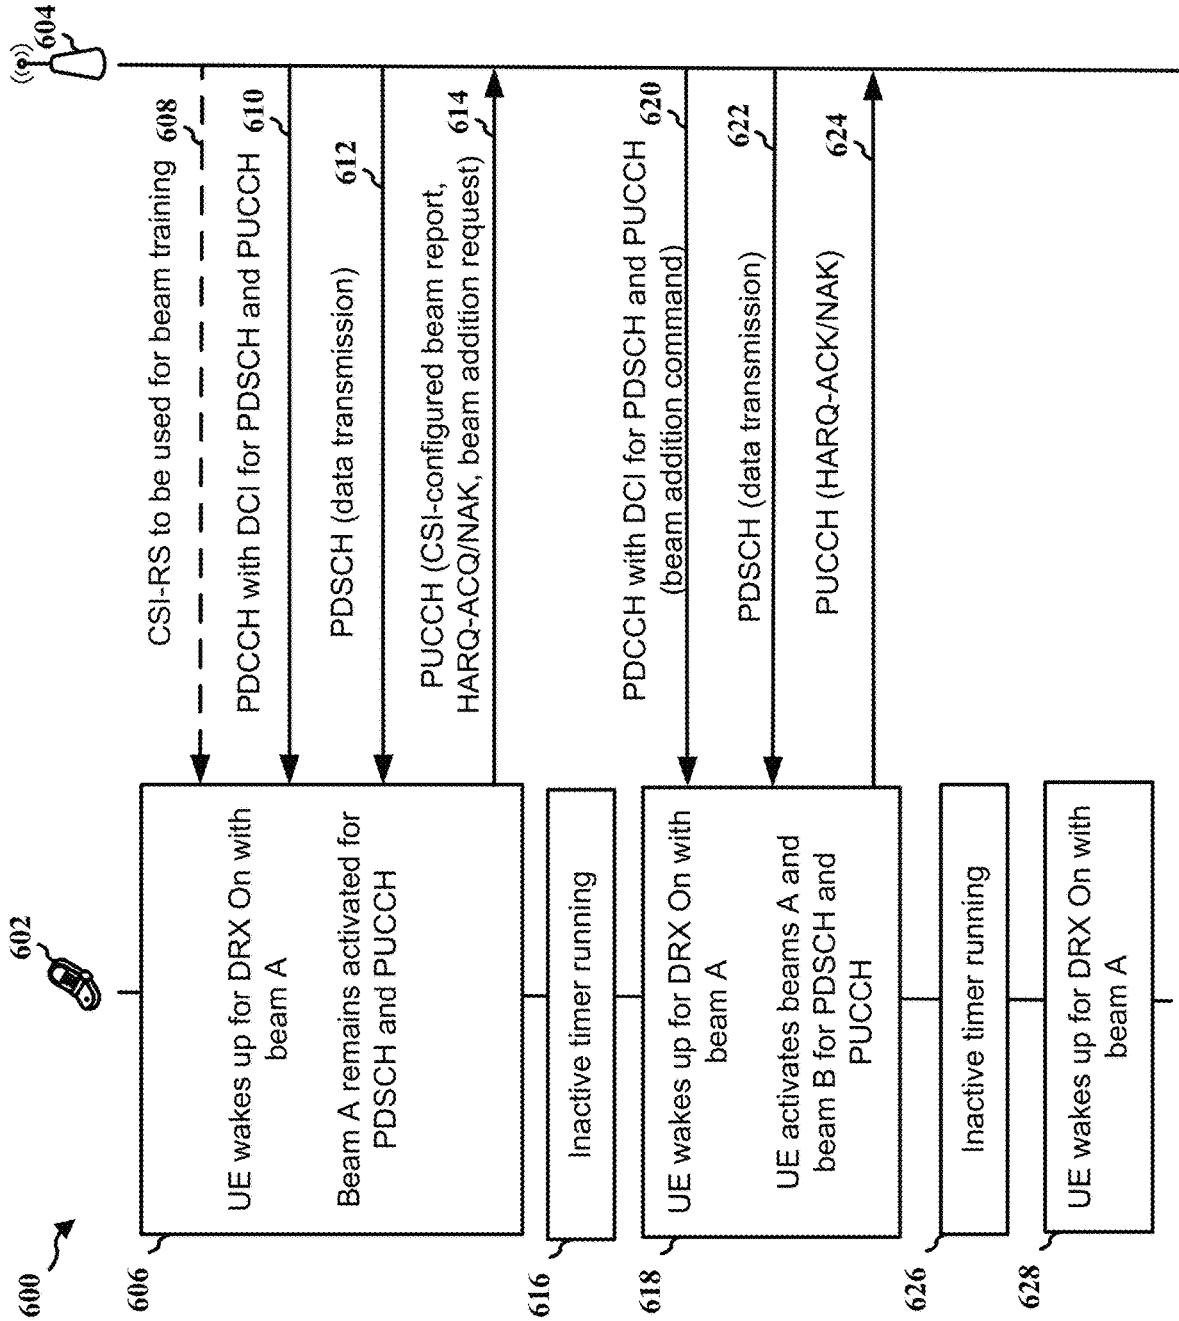 600
602
604
606
UE wakes up for DRX On with
beam A
Beam A remains activated for
PDSCH and PUCCH
CSI-RS to be used for beam training
608
PDCCH with DCI for PDSCH and PUCCH
610
PDSCH (data transmission)
612
PUCCH (CSI-configured beam report,
HARQ-ACQ/NAK, beam addition request)
614
616
Inactive timer running
618
UE wakes up for DRX On with
beam A
UE activates beams A and
beam B for PDSCH and
PUCCH
PDCCH with DCI for PDSCH and PUCCH
(beam addition command)
620
PDSCH (data transmission)
622
PUCCH (HARQ-ACK/NAK)
624
626
Inactive timer running
628
UE wakes up for DRX On with
beam A